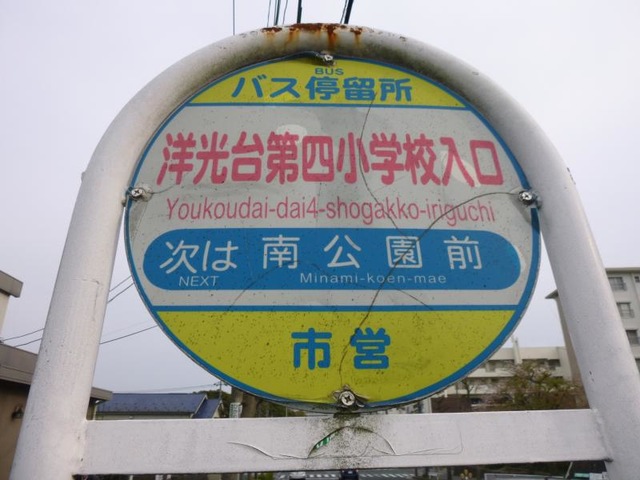 BUS
バス停留所
洋光台第四小学校入口
Youkoudai-dai4-shogakko-iriguchi
次は 南公園前
NEXT Minami-koen-mae
市営